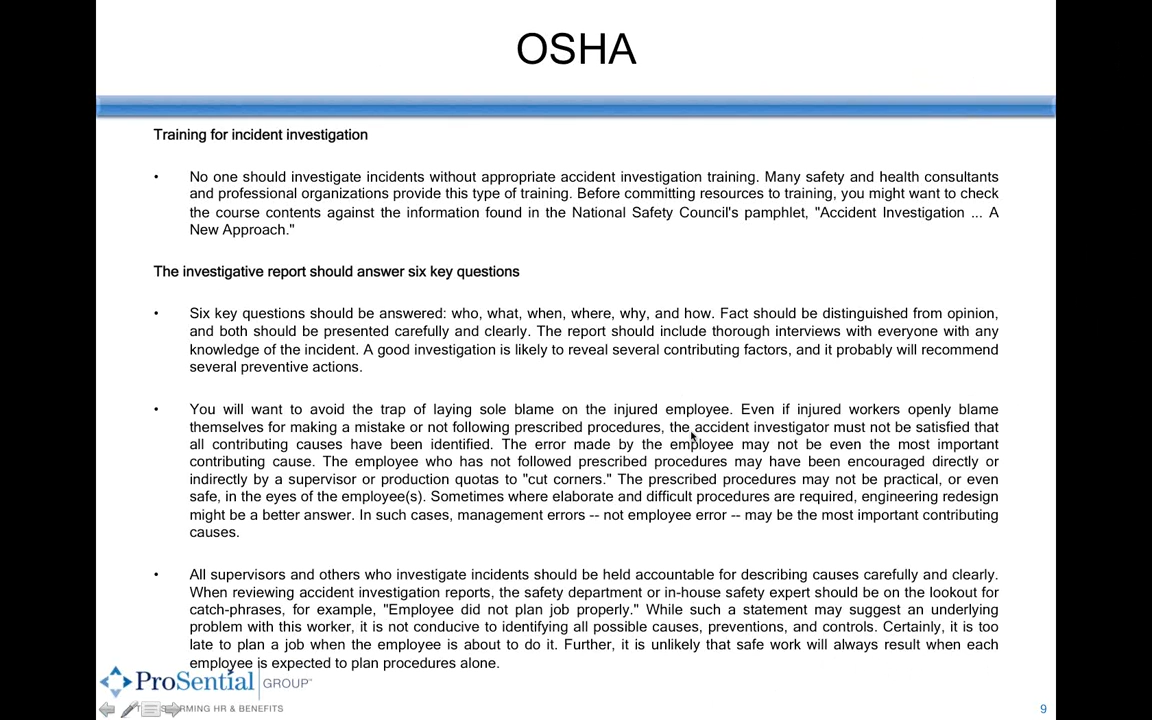 OSHA
Training for incident investigation
• No one should investigate incidents without appropriate accident investigation training. Many safety and health consultants
and professional organizations provide this type of training. Before committing resources to training, you might want to check
the course contents against the information found in the National Safety Council's pamphlet, "Accident Investigation ... A
New Approach."
The investigative report should answer six key questions
• Six key questions should be answered: who, what, when, where, why, and how. Fact should be distinguished from opinion,
and both should be presented carefully and clearly. The report should include thorough interviews with everyone with any
knowledge of the incident. A good investigation is likely to reveal several contributing factors, and it probably will recommend
several preventive actions.
• You will want to avoid the trap of laying sole blame on the injured employee. Even if injured workers openly blame
themselves for making a mistake or not following prescribed procedures, the accident investigator must not be satisfied that
all contributing causes have been identified. The error made by the employee may not be even the most important
contributing cause. The employee who has not followed prescribed procedures may have been encouraged directly or
indirectly by a supervisor or production quotas to "cut corners." The prescribed procedures may not be practical, or even
safe, in the eyes of the employee(s). Sometimes where elaborate and difficult procedures are required, engineering redesign
might be a better answer. In such cases, management errors -- not employee error -- may be the most important contributing
causes.
• All supervisors and others who investigate incidents should be held accountable for describing causes carefully and clearly.
When reviewing accident investigation reports, the safety department or in-house safety expert should be on the lookout for
catch-phrases, for example, "Employee did not plan job properly." While such a statement may suggest an underlying
problem with this worker, it is not conducive to identifying all possible causes, preventions, and controls. Certainly, it is too
late to plan a job when the employee is about to do it. Further, it is unlikely that safe work will always result when each
employee is expected to plan procedures alone.
ProSential GROUP
HR & BENEFITS
9